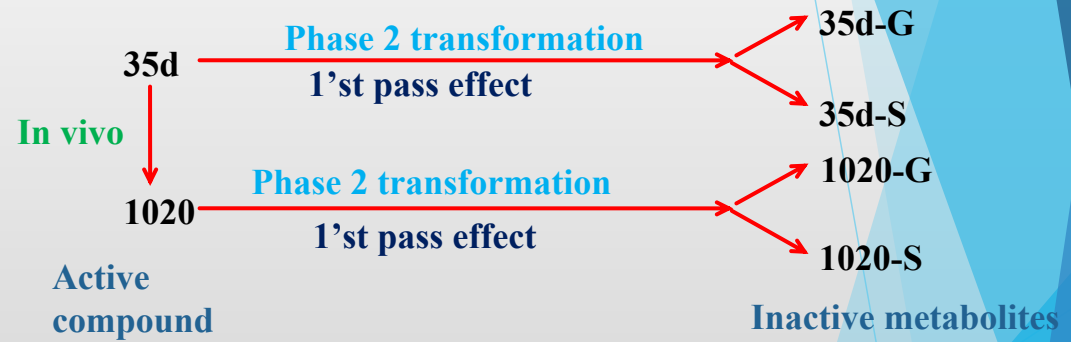 35d
Phase 2 transformation
1'st pass effect
35d-G
35d-S
In vivo
1020
Phase 2 transformation
1'st pass effect
1020-G
1020-S
Active
compound
Inactive metabolites